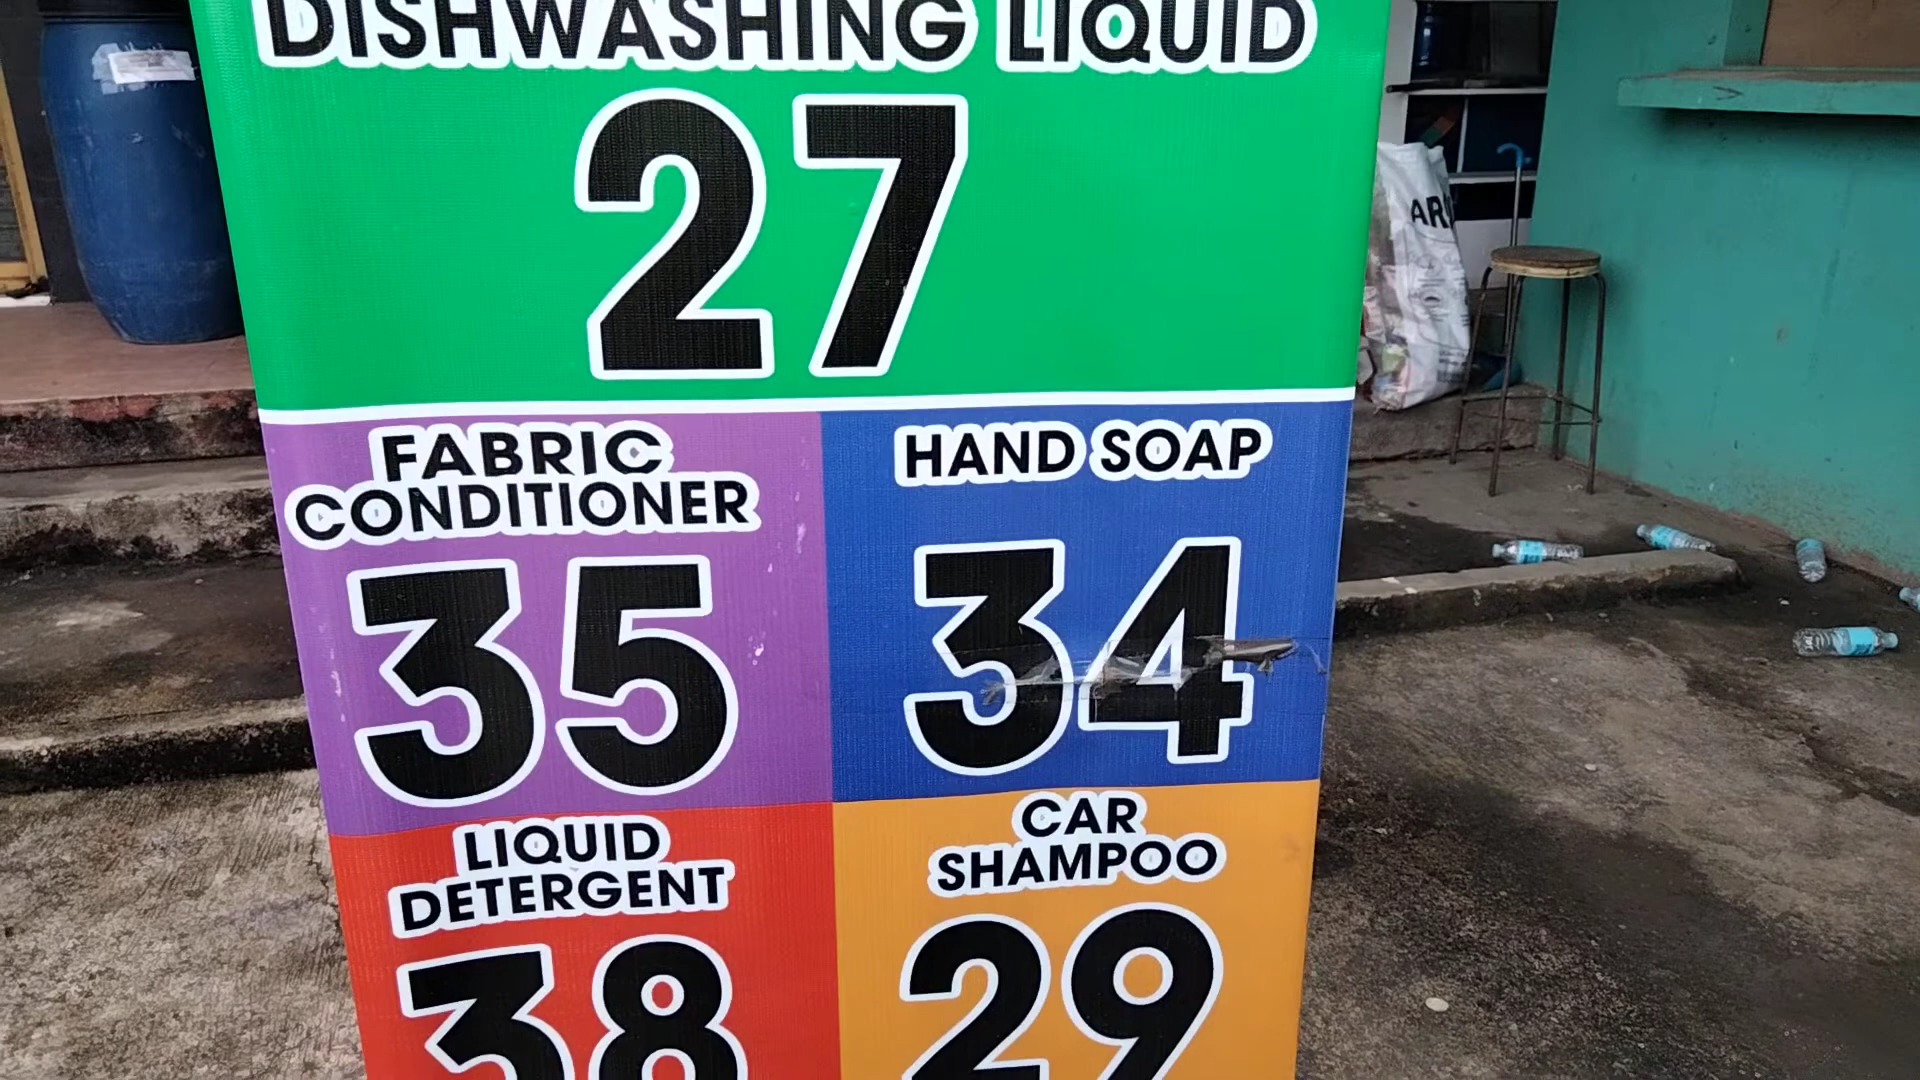 DISHWASHING LIQUID
27
FABRIC
CONDITIONER
35
HAND SOAP
34
LIQUID
DETERGENT
38
CAR
SHAMPOO
29